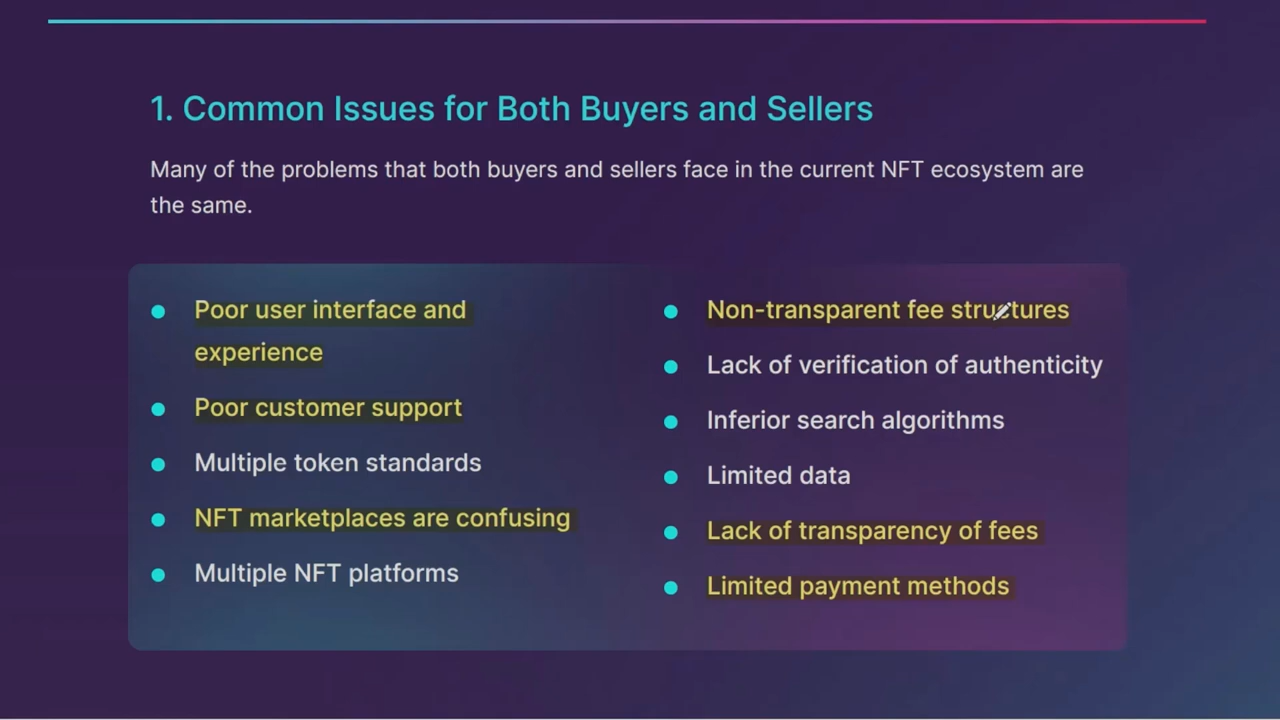 1. Common Issues for Both Buyers and Sellers
Many of the problems that both buyers and sellers face in the current NFT ecosystem are
the same.
Poor user interface and
experience
Poor customer support
Multiple token standards
NFT marketplaces are confusing
Multiple NFT platforms
Non-transparent fee structures
Lack of verification of authenticity
Inferior search algorithms
Limited data
Lack of transparency of fees
Limited payment methods